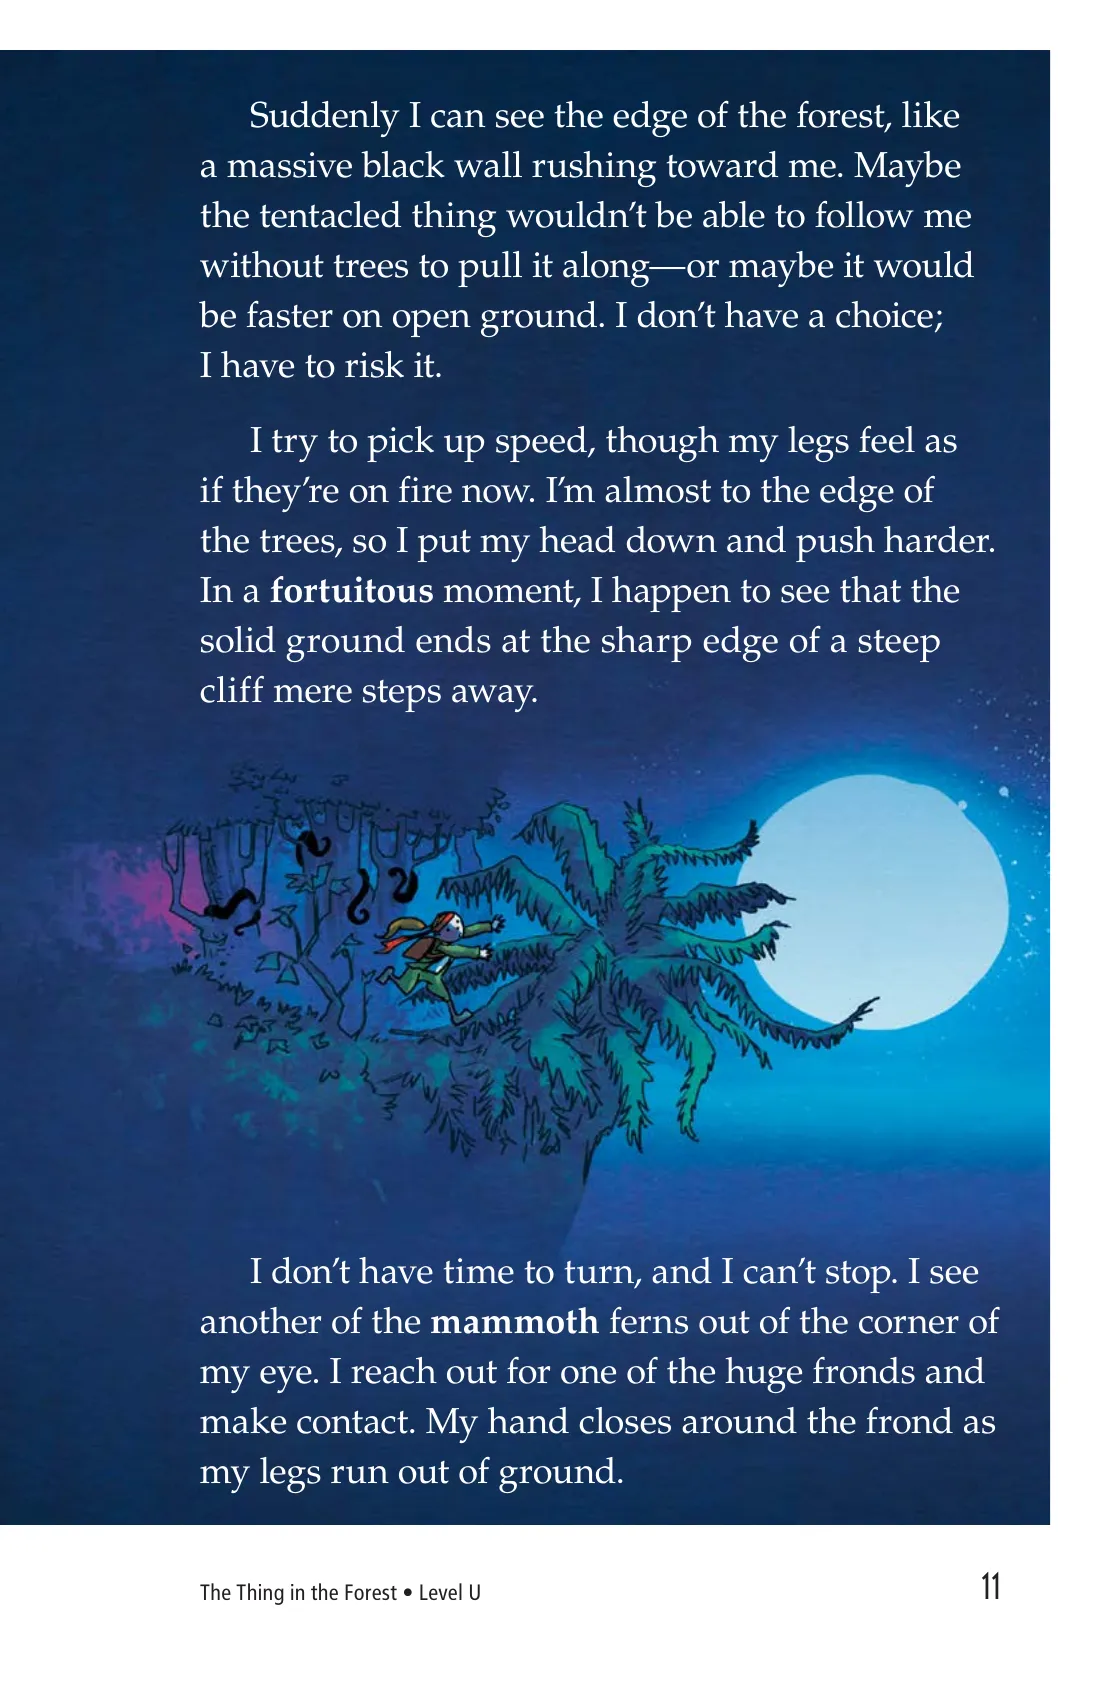 Suddenly I can see the edge of the forest, like
a massive black wall rushing toward me. Maybe
the tentacled thing wouldn’t be able to follow me
without trees to pull it along—or maybe it would
be faster on open ground. I don’t have a choice;
I have to risk it.
I try to pick up speed, though my legs feel as
if they’re on fire now. I’m almost to the edge of
the trees, so I put my head down and push harder.
In a fortuitous moment, I happen to see that the
solid ground ends at the sharp edge of a steep
cliff mere steps away.
I don’t have time to turn, and I can’t stop. I see
another of the mammoth ferns out of the corner of
my eye. I reach out for one of the huge fronds and
make contact. My hand closes around the frond as
my legs run out of ground.
The Thing in the Forest • Level U
11